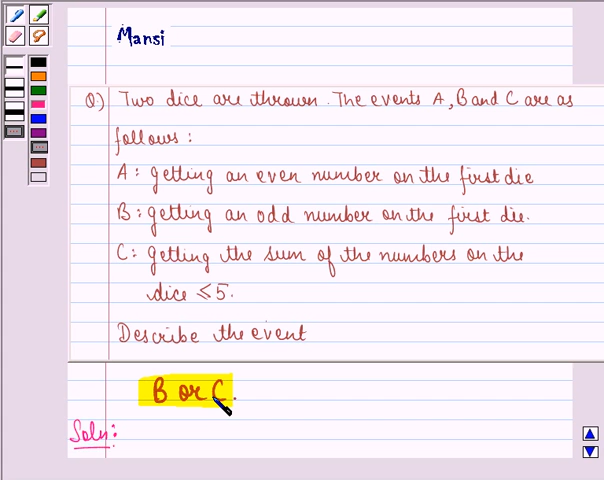 Mansi
Q) Two dice are thrown. The events A, B and C are as
follows:
A: getting an even number on the first die
B: getting an odd number on the first die.
C: getting the sum of the numbers on the
dice ≤ 5.
Describe the event
B or C.
Soln: